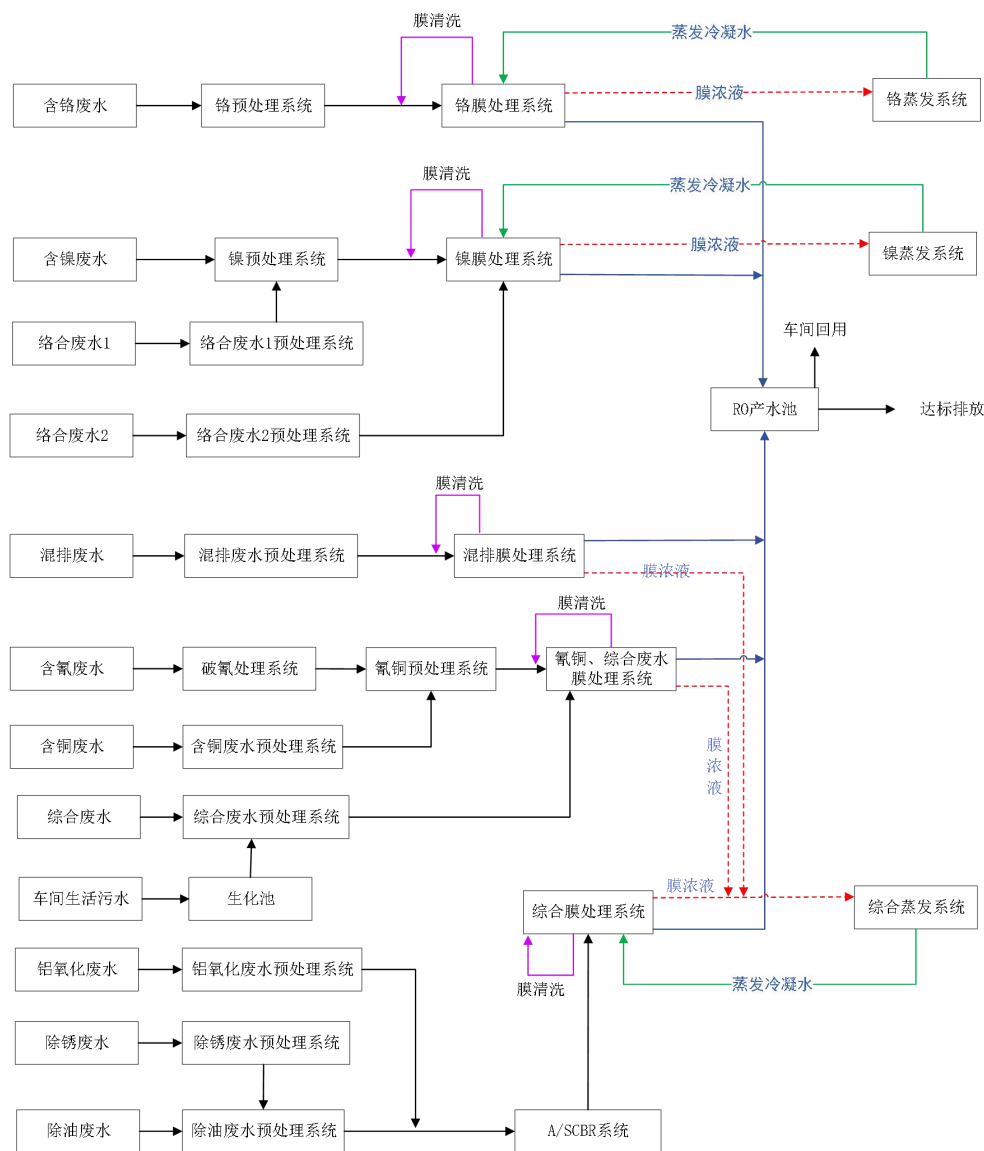 膜清洗
蒸发冷凝水
含铬废水
铬预处理系统
铬膜处理系统
膜浓液
铬蒸发系统
膜清洗
蒸发冷凝水
含镍废水
镍预处理系统
镍膜处理系统
膜浓液
镍蒸发系统
络合废水1
络合废水1预处理系统
车间回用
RO产水池
达标排放
络合废水2
络合废水2预处理系统
膜清洗
混排废水
混排废水预处理系统
混排膜处理系统
膜浓液
膜清洗
含氰废水
破氰处理系统
氰铜预处理系统
氰铜、综合废水
膜处理系统
含铜废水
含铜废水预处理系统
膜
浓
液
综合废水
综合废水预处理系统
车间生活污水
生化池
膜浓液
综合膜处理系统
综合蒸发系统
铝氧化废水
铝氧化废水预处理系统
膜清洗
蒸发冷凝水
除锈废水
除锈废水预处理系统
除油废水
除油废水预处理系统
A/SCBR系统